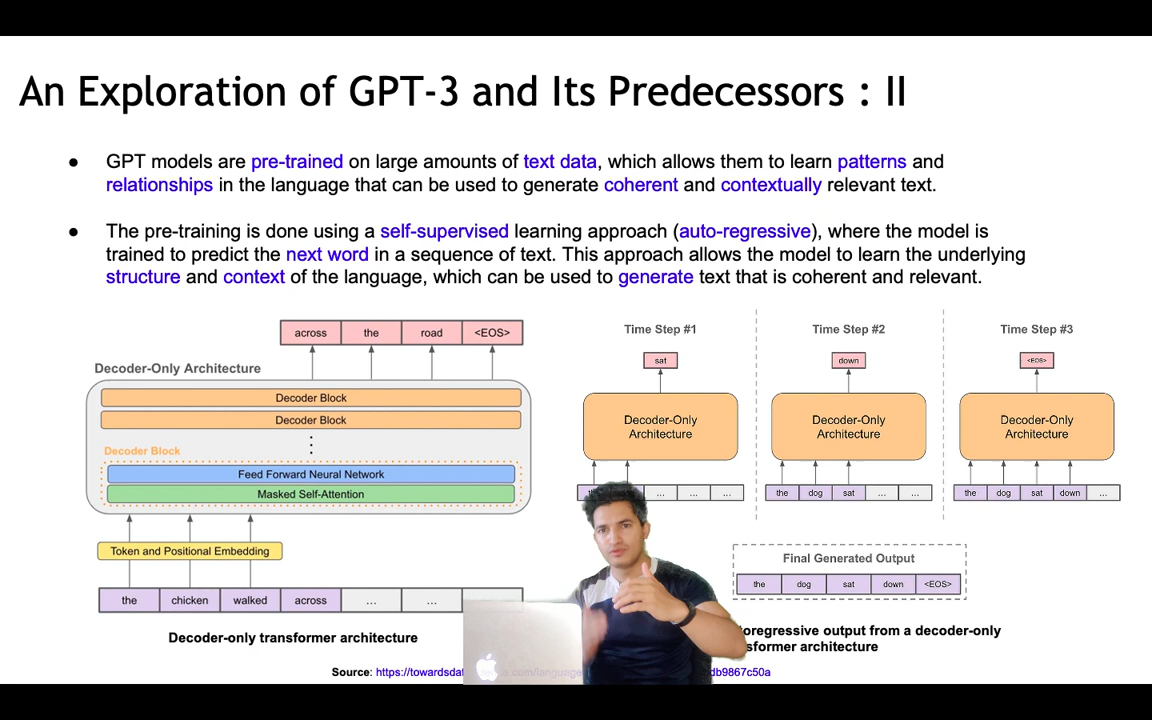 An Exploration of GPT-3 and Its Predecessors : II
● GPT models are pre-trained on large amounts of text data, which allows them to learn patterns and
relationships in the language that can be used to generate coherent and contextually relevant text.
● The pre-training is done using a self-supervised learning approach (auto-regressive), where the model is
trained to predict the next word in a sequence of text. This approach allows the model to learn the underlying
structure and context of the language, which can be used to generate text that is coherent and relevant.
across the road <EOS>
Decoder-Only Architecture
Decoder Block
Decoder Block
Decoder Block
Feed Forward Neural Network
Masked Self-Attention
Token and Positional Embedding
the chicken walked across ... ...
Decoder-only transformer architecture
Time Step #1
sat
Decoder-Only
Architecture
... ... ...
Time Step #2
down
Decoder-Only
Architecture
the dog sat ... ...
Time Step #3
<EOS>
Decoder-Only
Architecture
the dog sat down ...
Final Generated Output
the dog sat down <EOS>
output from a decoder-only
architecture
Source: https://towardsdat
.com/language
db9867c50a